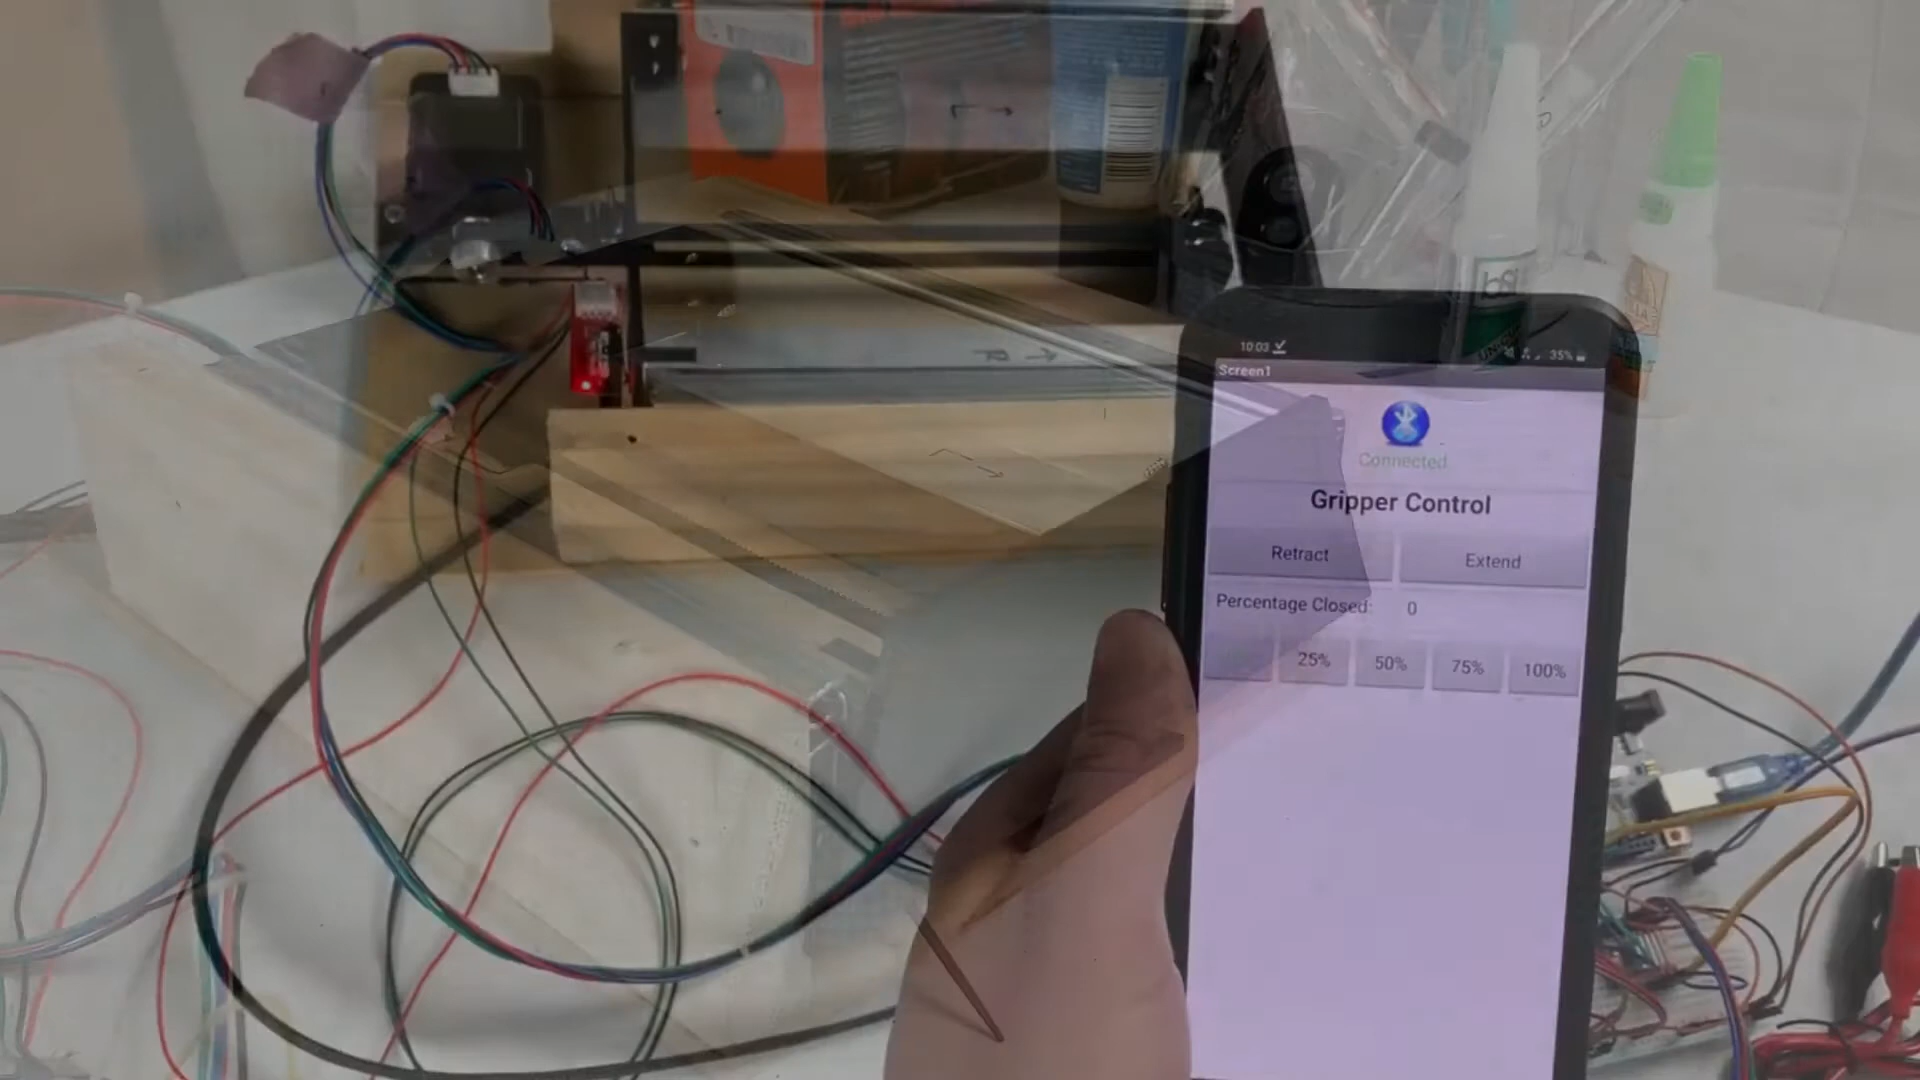 10:03
35%
Screen1
Connected
Gripper Control
Retract
Extend
Percentage Closed: 0
25%
50%
75%
100%